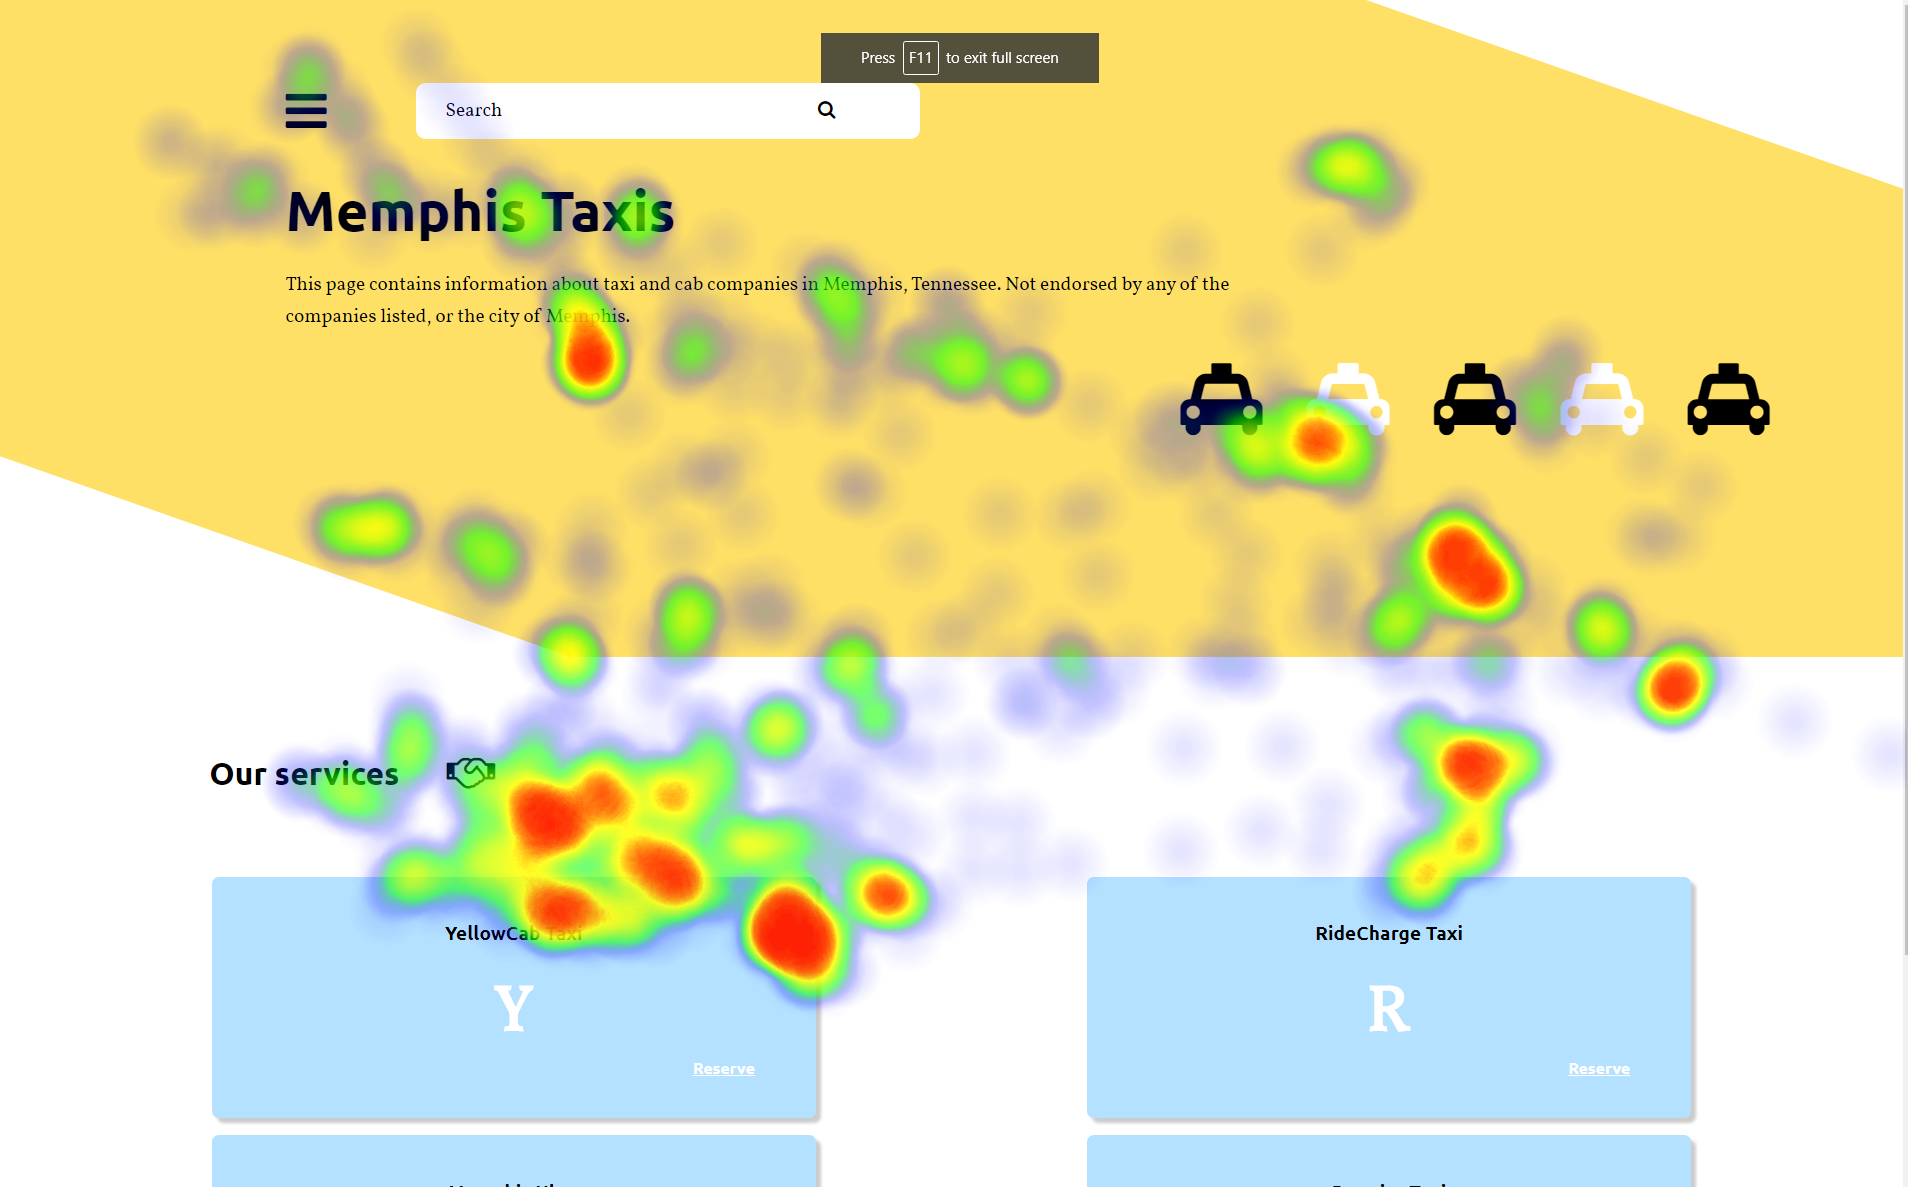 Press F11 to exit full screen
Search
Memphis Taxis
This page contains information about taxi and cab companies in Memphis, Tennessee. Not endorsed by any of the
companies listed, or the city of Memphis.
Our services
YellowCab Taxi
RideCharge Taxi
Y
R
Reserve
Reserve